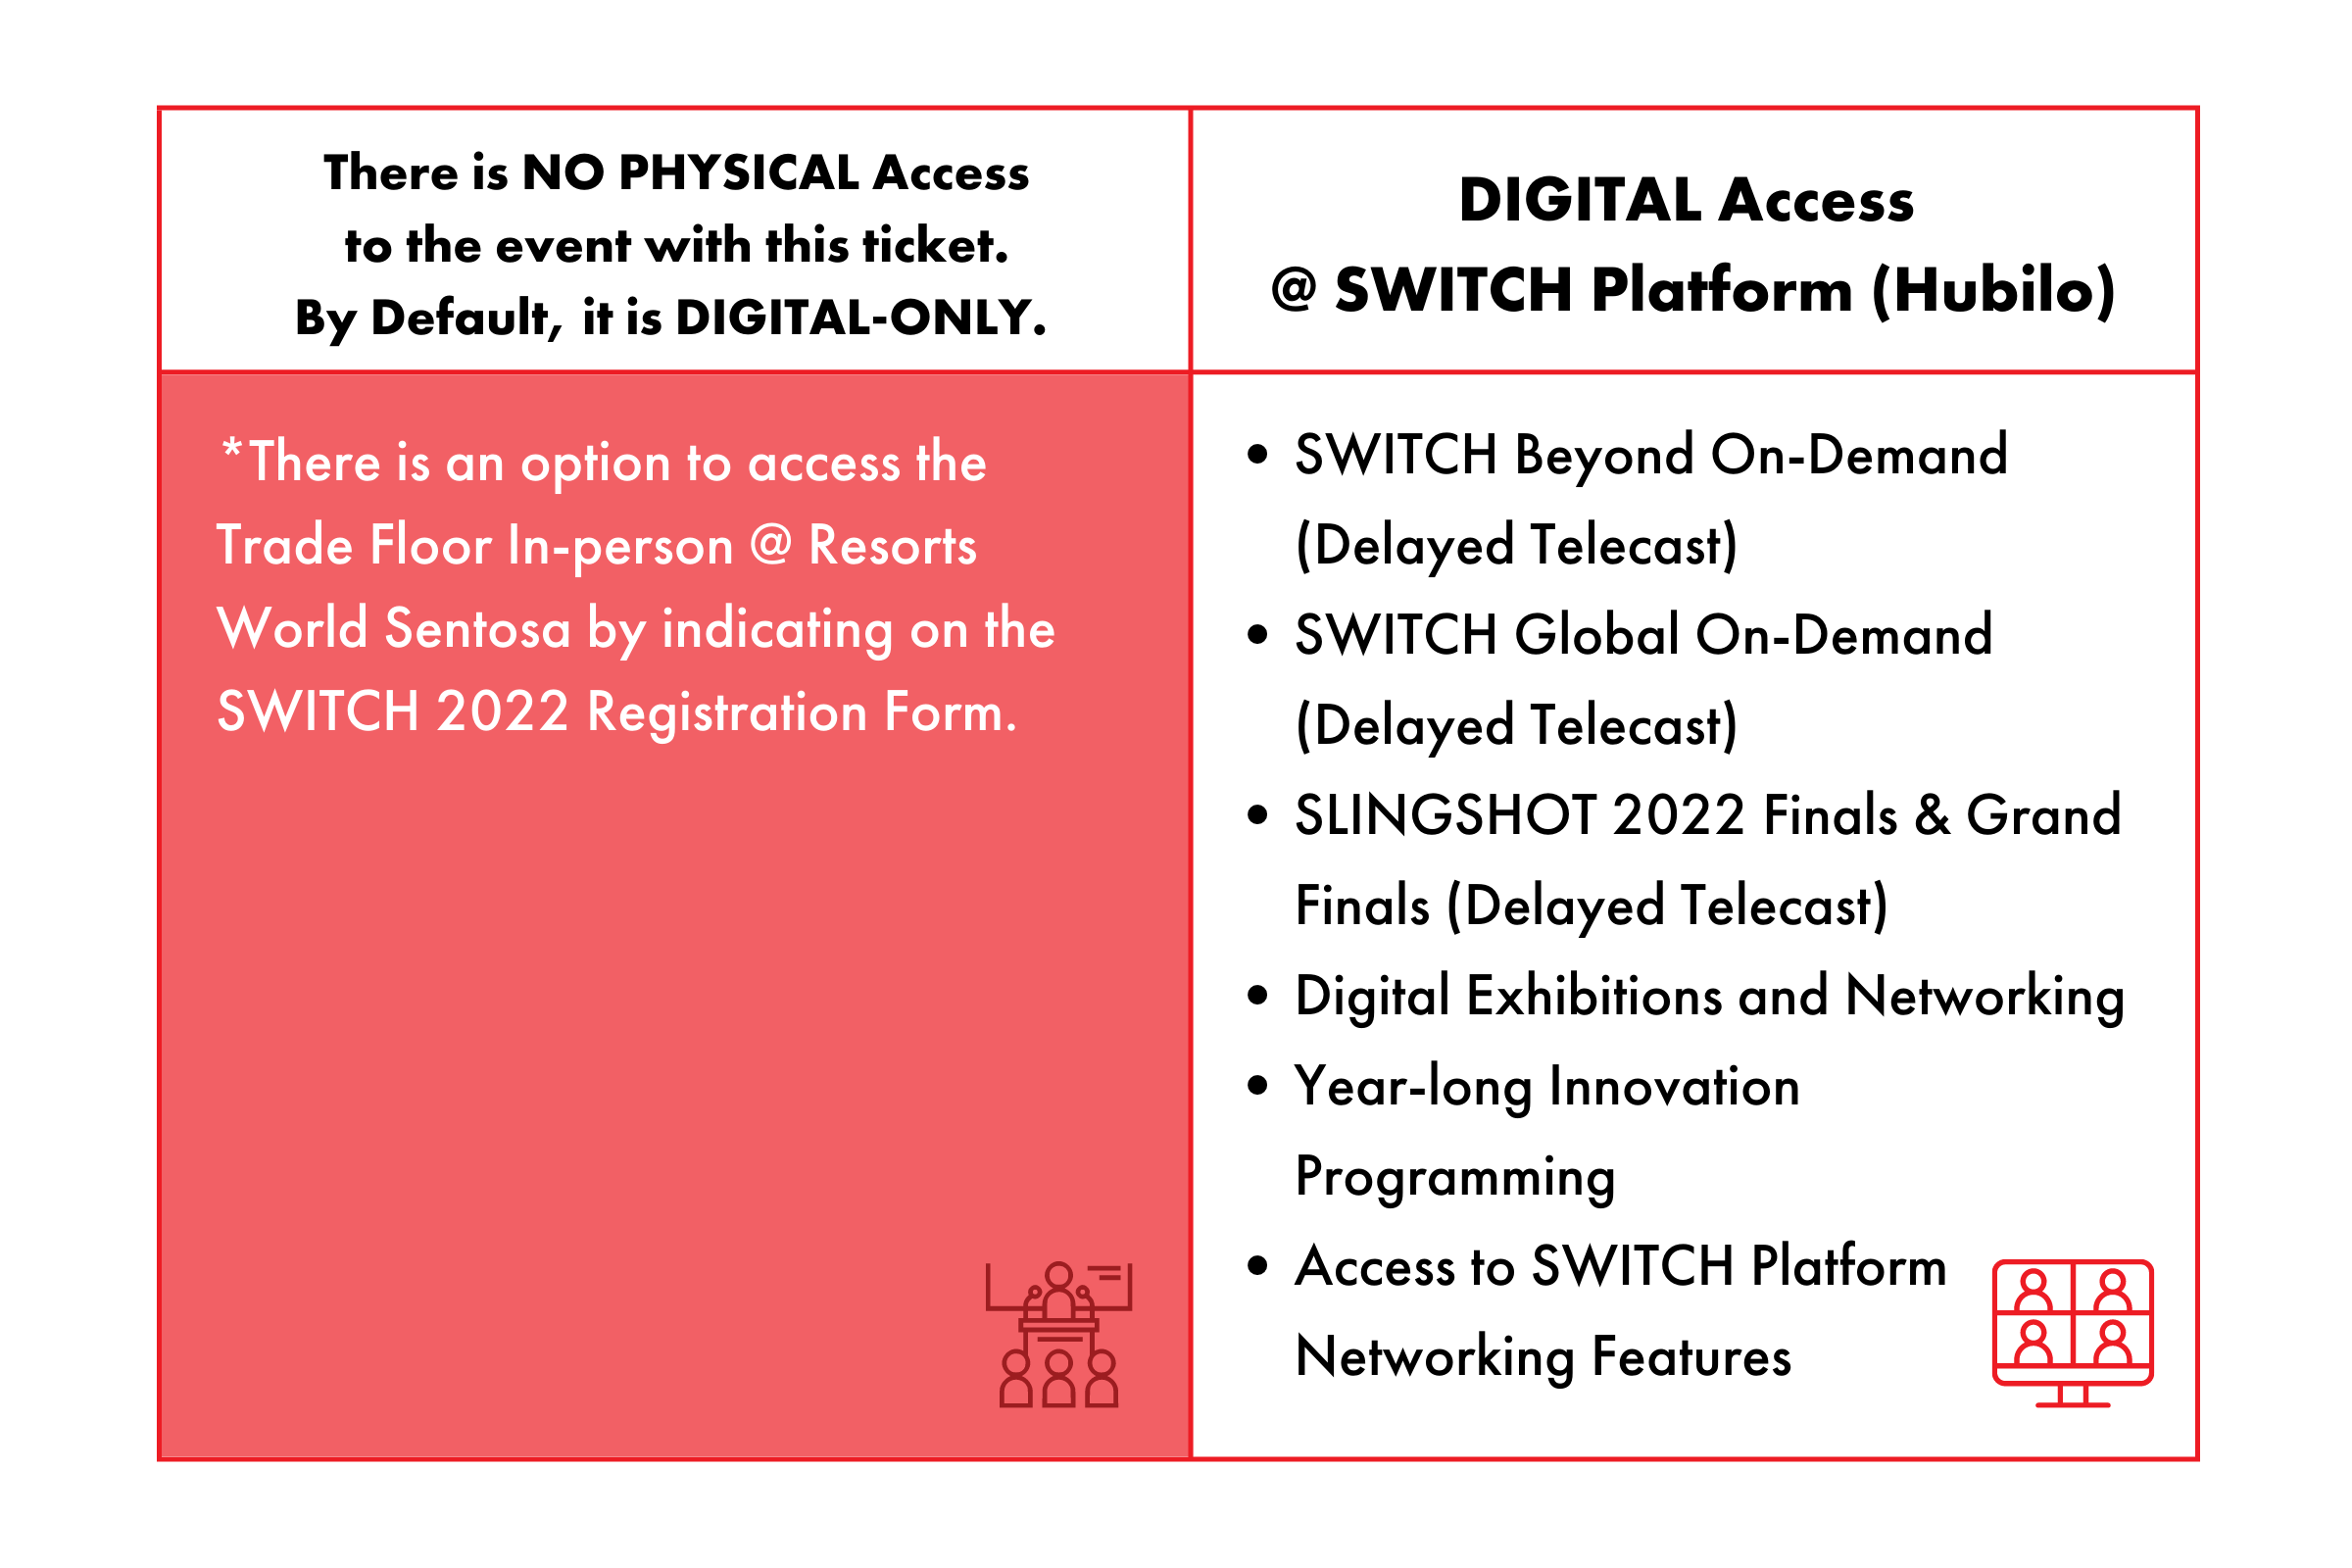 There is NO PHYSICAL Access
to the event with this ticket.
By Default, it is DIGITAL-ONLY.
*There is an option to access the
Trade Floor In-person @ Resorts
World Sentosa by indicating on the
SWITCH 2022 Registration Form.
DIGITAL Access
@ SWITCH Platform (Hubilo)
• SWITCH Beyond On-Demand
(Delayed Telecast)
• SWITCH Global On-Demand
(Delayed Telecast)
• SLINGSHOT 2022 Finals & Grand
Finals (Delayed Telecast)
• Digital Exhibitions and Networking
• Year-long Innovation
Programming
• Access to SWITCH Platform
Networking Features